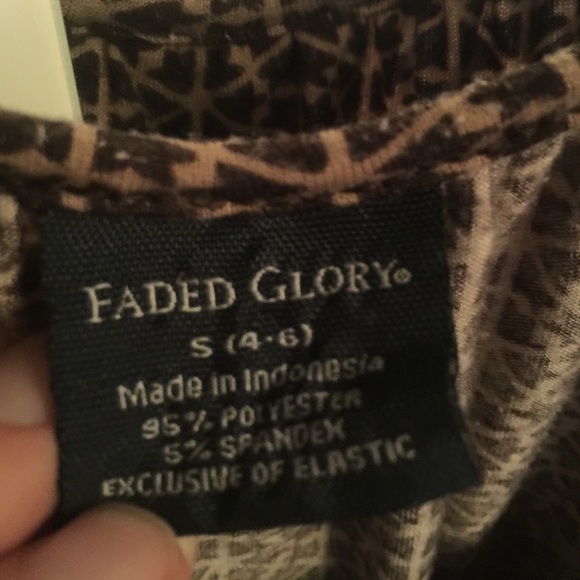 FADED GLORY®
S (4-6)
Made in Indonesia
95% POLYESTER
5% SPANDEX
EXCLUSIVE OF ELASTIC